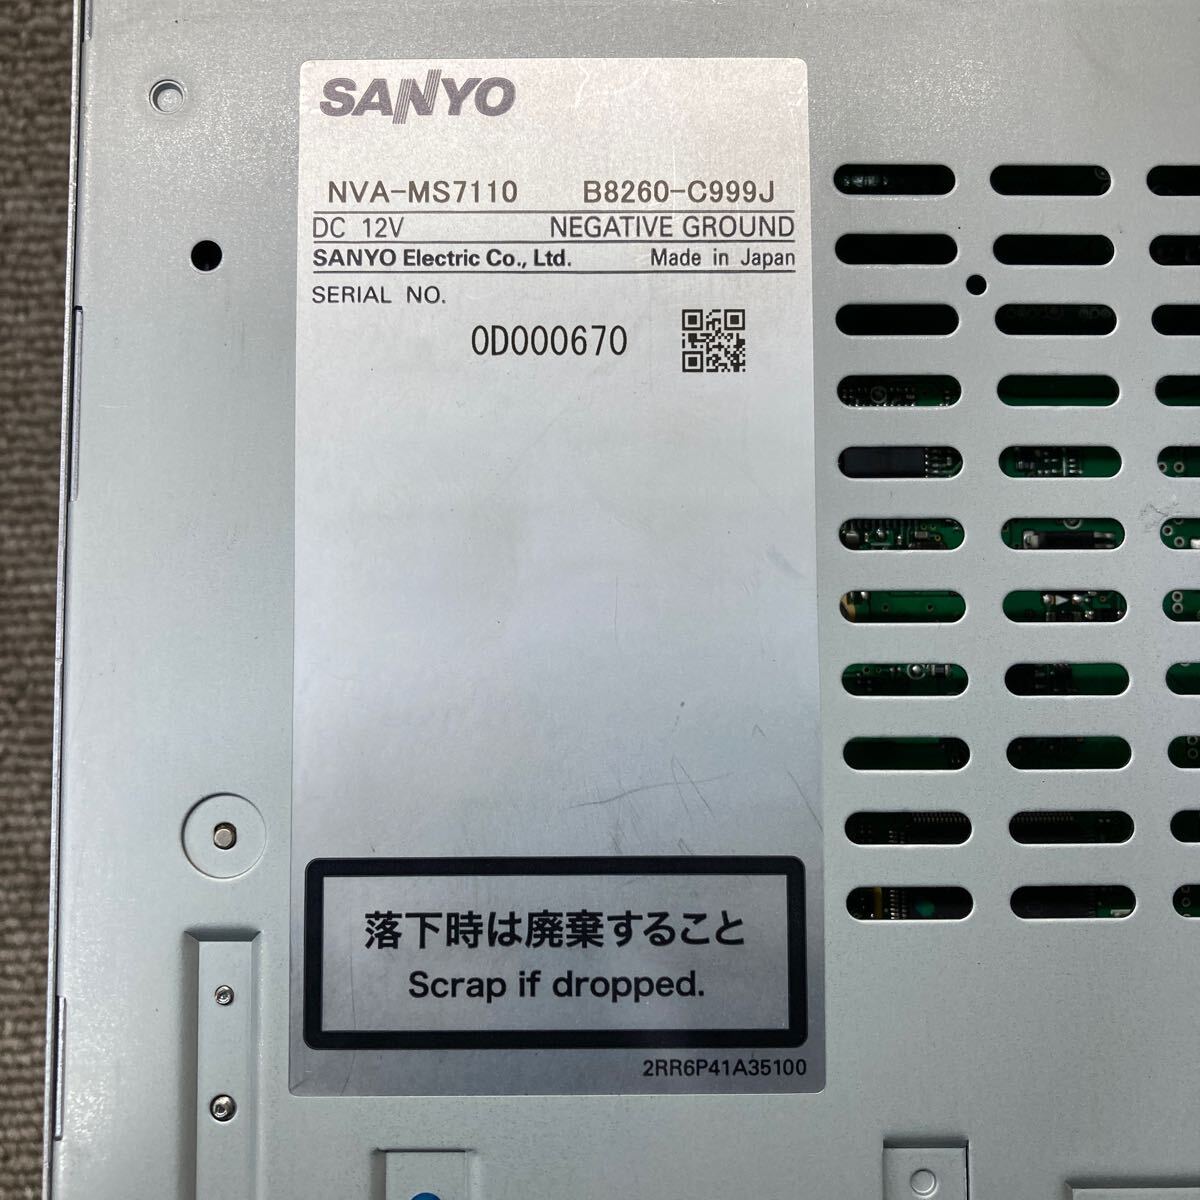 SANYO
NVA-MS7110 B8260-C999J
DC 12V NEGATIVE GROUND
SANYO Electric Co., Ltd. Made in Japan
SERIAL NO.
0D000670
落下時は廃棄すること
Scrap if dropped.
2RR6P41A35100